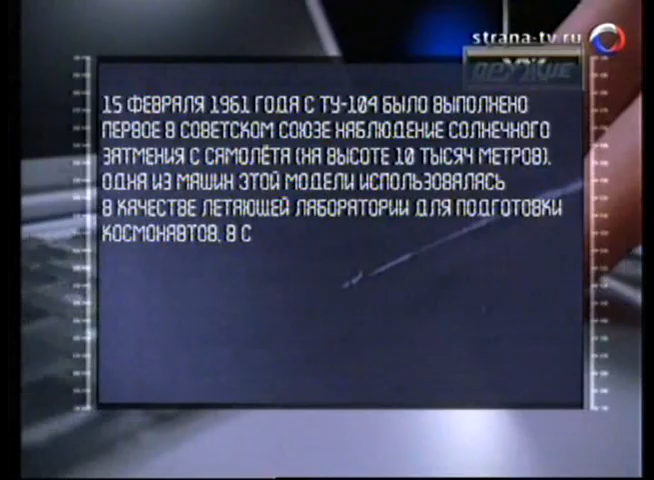 strana-tv.ru
ОРУЖИЕ
15 ФЕВРАЛЯ 1961 ГОДА С ТУ-104 БЫЛО ВЫПОЛНЕНО
ПЕРВОЕ В СОВЕТСКОМ СОЮЗЕ НАБЛЮДЕНИЕ СОЛНЕЧНОГО
ЗАТМЕНИЯ С САМОЛЁТА (НА ВЫСОТЕ 10 ТЫСЯЧ МЕТРОВ).
ОДНА ИЗ МАШИН ЭТОЙ МОДЕЛИ ИСПОЛЬЗОВАЛАСЬ
В КАЧЕСТВЕ ЛЕТАЮЩЕЙ ЛАБОРАТОРИИ ДЛЯ ПОДГОТОВКИ
КОСМОНАВТОВ. В С